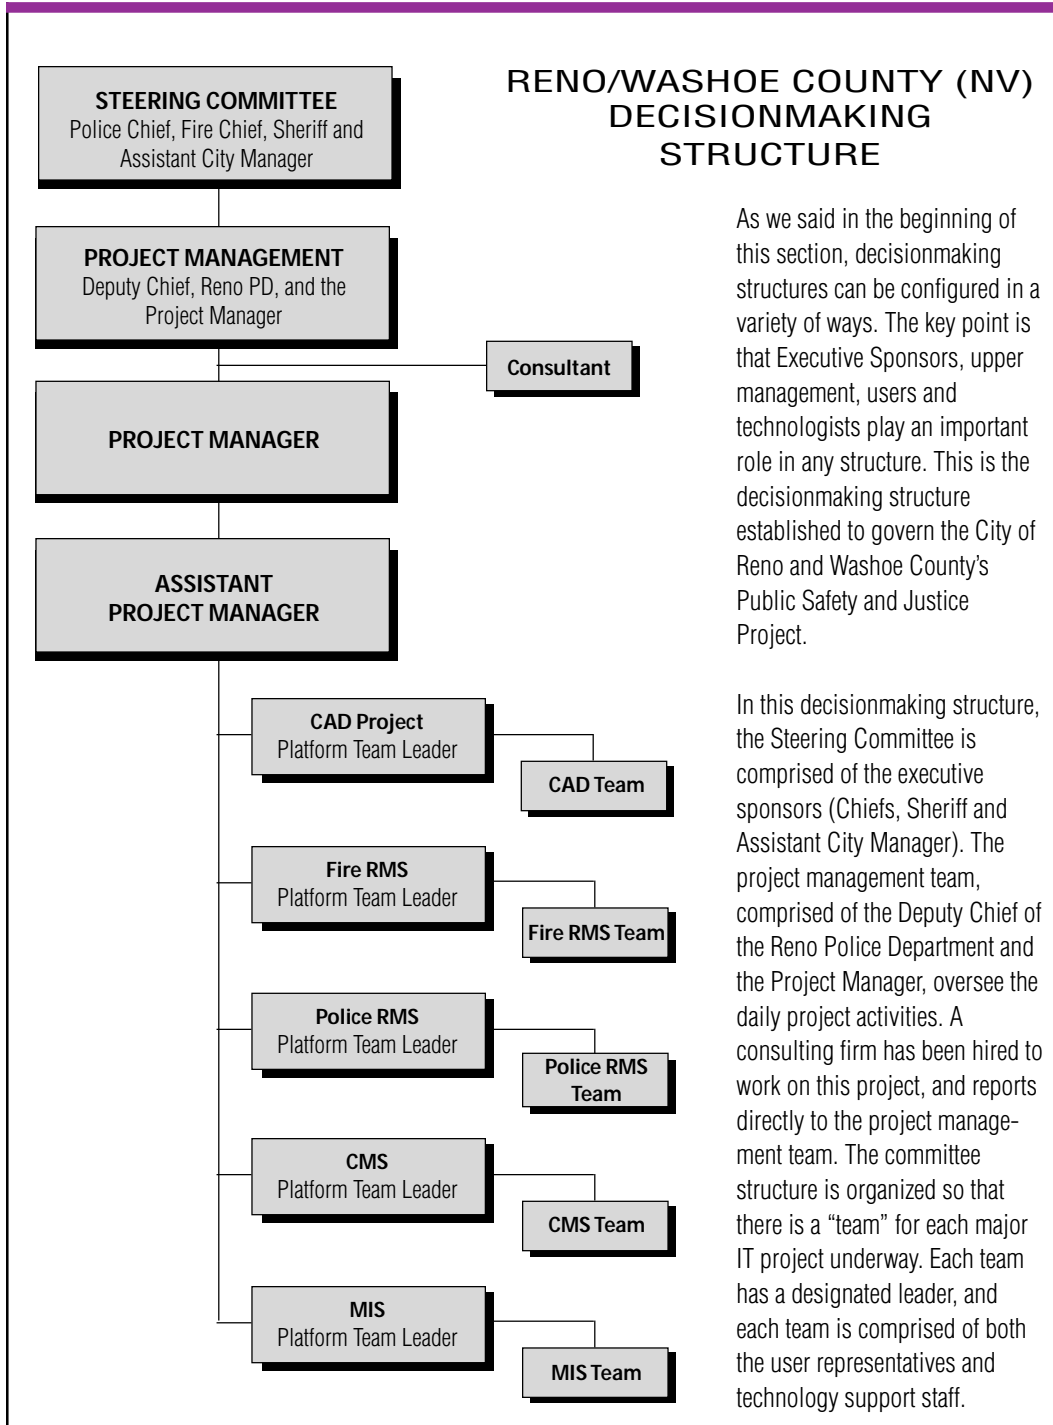 RENO/WASHOE COUNTY (NV)
DECISIONMAKING
STRUCTURE
STEERING COMMITTEE
Police Chief, Fire Chief, Sheriff and
Assistant City Manager
PROJECT MANAGEMENT
Deputy Chief, Reno PD, and the
Project Manager
Consultant
PROJECT MANAGER
ASSISTANT
PROJECT MANAGER
CAD Project
Platform Team Leader
CAD Team
Fire RMS
Platform Team Leader
Fire RMS Team
Police RMS
Platform Team Leader
Police RMS
Team
CMS
Platform Team Leader
CMS Team
MIS
Platform Team Leader
MIS Team
As we said in the beginning of
this section, decisionmaking
structures can be configured in a
variety of ways. The key point is
that Executive Sponsors, upper
management, users and
technologists play an important
role in any structure. This is the
decisionmaking structure
established to govern the City of
Reno and Washoe County's
Public Safety and Justice
Project.
In this decisionmaking structure,
the Steering Committee is
comprised of the executive
sponsors (Chiefs, Sheriff and
Assistant City Manager). The
project management team,
comprised of the Deputy Chief of
the Reno Police Department and
the Project Manager, oversee the
daily project activities. A
consulting firm has been hired to
work on this project, and reports
directly to the project manage-
ment team. The committee
structure is organized so that
there is a “team” for each major
IT project underway. Each team
has a designated leader, and
each team is comprised of both
the user representatives and
technology support staff.